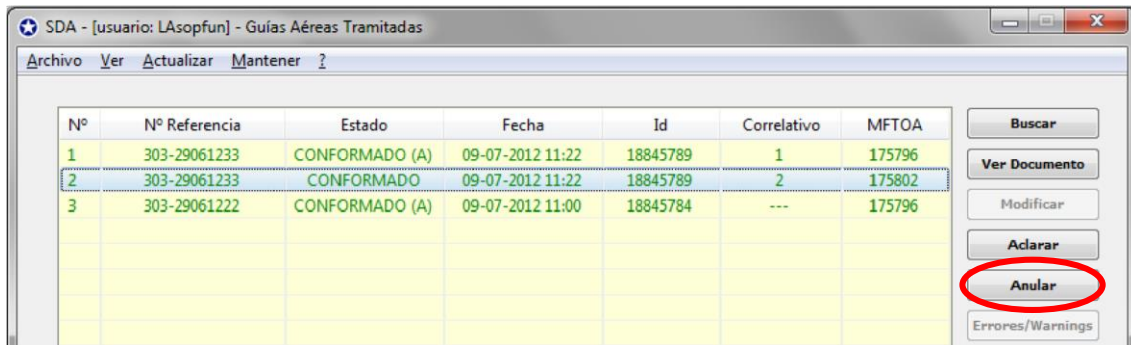 SDA - [usuario: LAsopfun] - Guías Aéreas Tramitadas
Archivo Ver Actualizar Mantener ?
Nº Nº Referencia Estado Fecha Id Correlativo MFTOA
1 303-29061233 CONFORMADO (A) 09-07-2012 11:22 18845789 1 175796
2 303-29061233 CONFORMADO 09-07-2012 11:22 18845789 2 175802
3 303-29061222 CONFORMADO (A) 09-07-2012 11:00 18845784 --- 175796
Buscar
Ver Documento
Modificar
Aclarar
Anular
Errores/Warnings